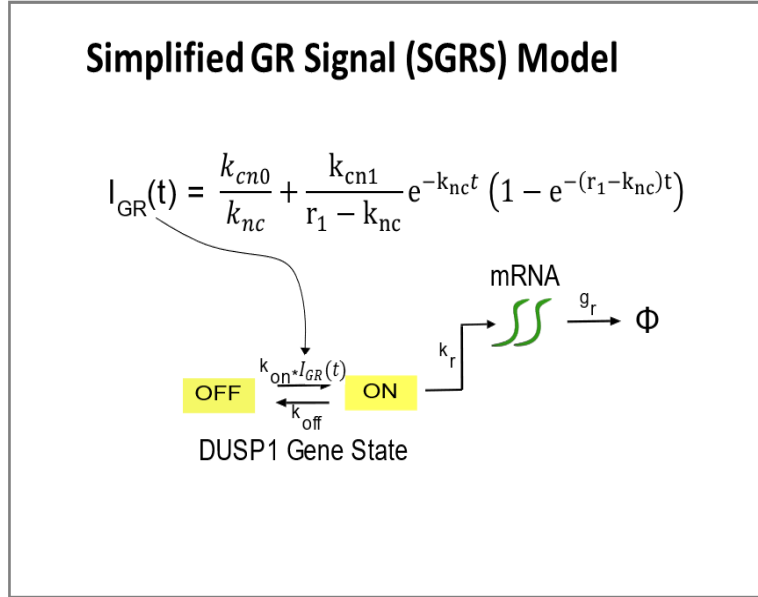 Simplified GR Signal (SGRS) Model
I_GR(t) = k_cn0/k_nc + k_cn1/(r_1 − k_nc) e^(−k_nc t) (1 − e^(−(r_1−k_nc)t))
mRNA
g_r
Φ
k_r
k_on*I_GR(t)
OFF
ON
k_off
DUSP1 Gene State